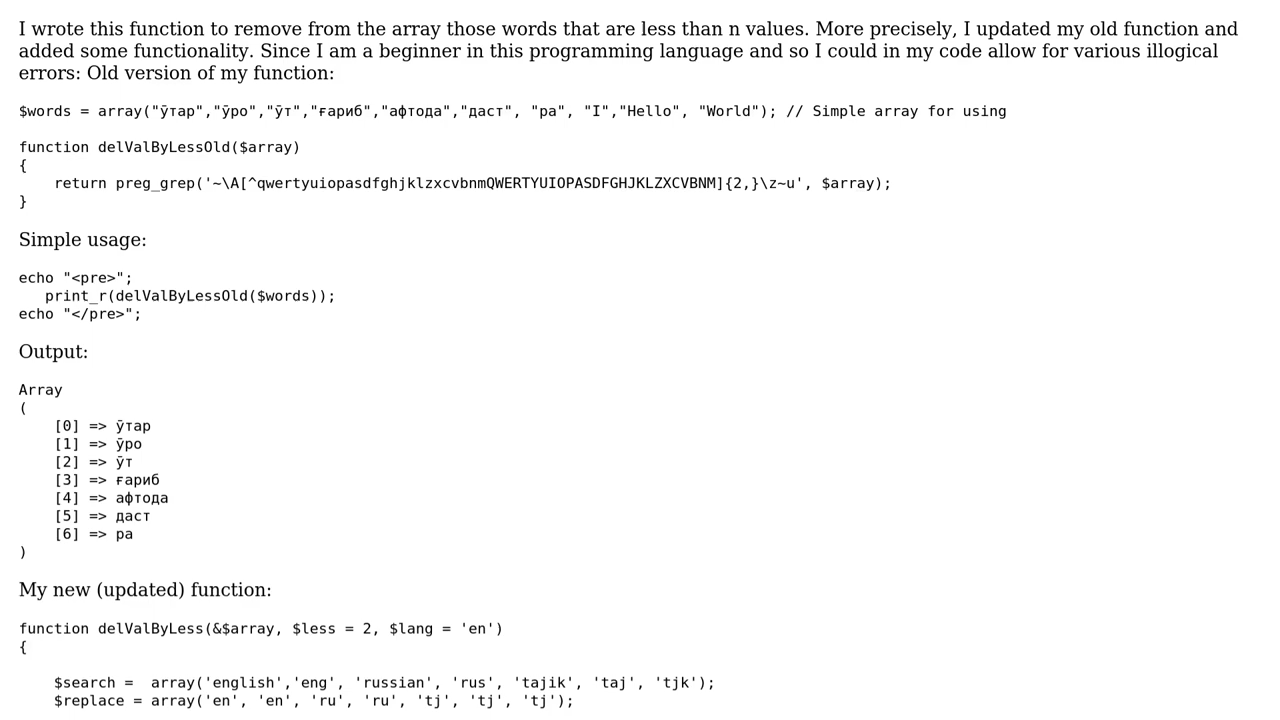 I wrote this function to remove from the array those words that are less than n values. More precisely, I updated my old function and
added some functionality. Since I am a beginner in this programming language and so I could in my code allow for various illogical
errors: Old version of my function:
$words = array("ӯтар","ӯро","ӯт","ғариб","афтода","даст", "ра", "I","Hello", "World"); // Simple array for using
function delValByLessOld($array)
{
    return preg_grep('~\A[^qwertyuiopasdfghjklzxcvbnmQWERTYUIOPASDFGHJKLZXCVBNM]{2,}\z~u', $array);
}
Simple usage:
echo "<pre>";
   print_r(delValByLessOld($words));
echo "</pre>";
Output:
Array
(
    [0] => ӯтар
    [1] => ӯро
    [2] => ӯт
    [3] => ғариб
    [4] => афтода
    [5] => даст
    [6] => ра
)
My new (updated) function:
function delValByLess(&$array, $less = 2, $lang = 'en')
{
    $search =  array('english','eng', 'russian', 'rus', 'tajik', 'taj', 'tjk');
    $replace = array('en', 'en', 'ru', 'ru', 'tj', 'tj', 'tj');